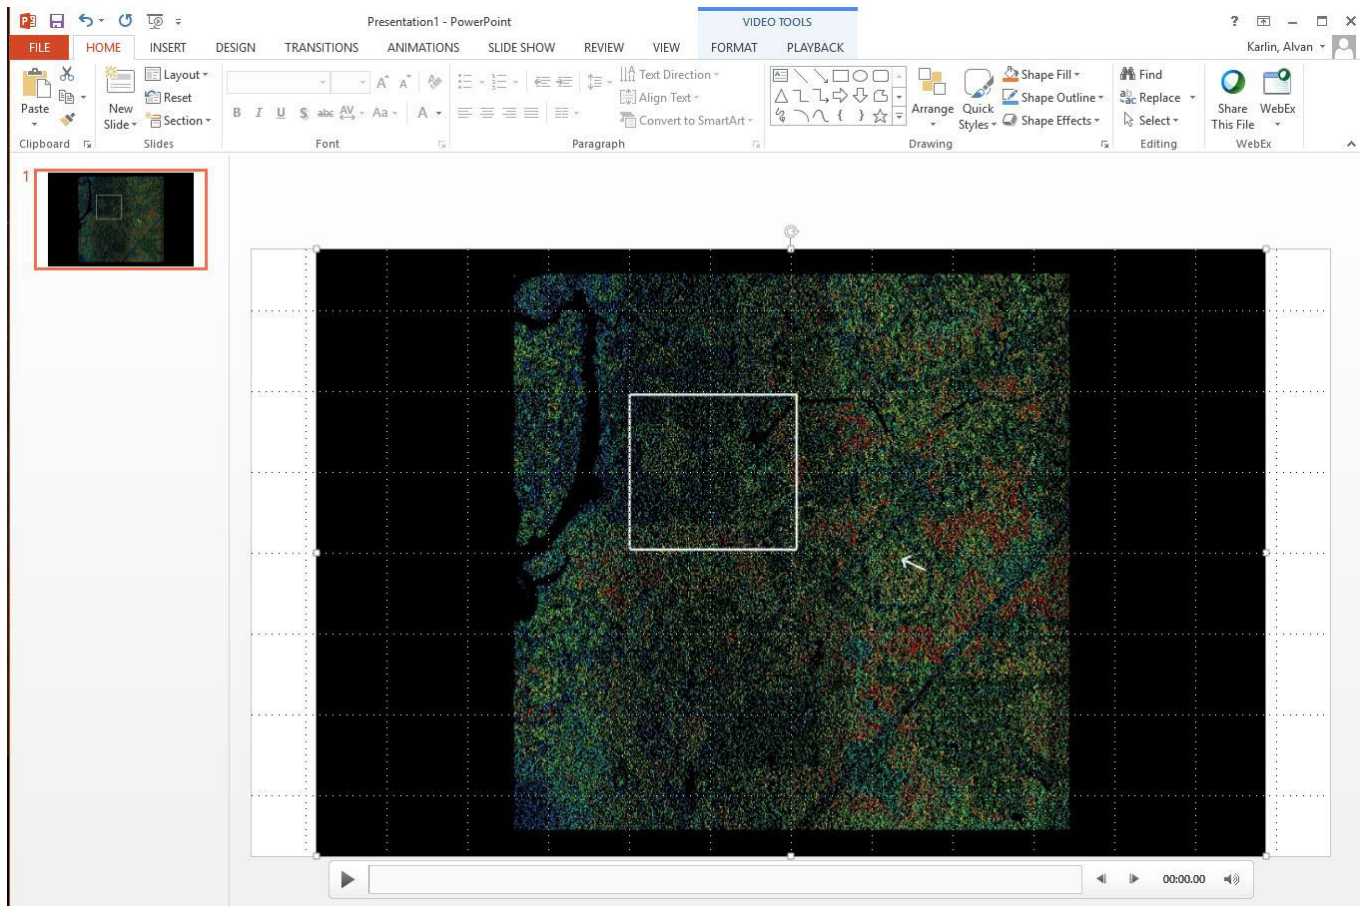 Presentation1 - PowerPoint
VIDEO TOOLS
?
FILE HOME INSERT DESIGN TRANSITIONS ANIMATIONS SLIDE SHOW REVIEW VIEW FORMAT PLAYBACK Karlin, Alvan
Paste
New Slide
Layout
Reset
Section
B I U S abc AV Aa A
Text Direction
Align Text
Convert to SmartArt
Arrange
Quick Styles
Shape Fill
Shape Outline
Shape Effects
Find
Replace
Select
Share This File
WebEx
Clipboard Slides Font Paragraph Drawing Editing WebEx
1
00:00.00